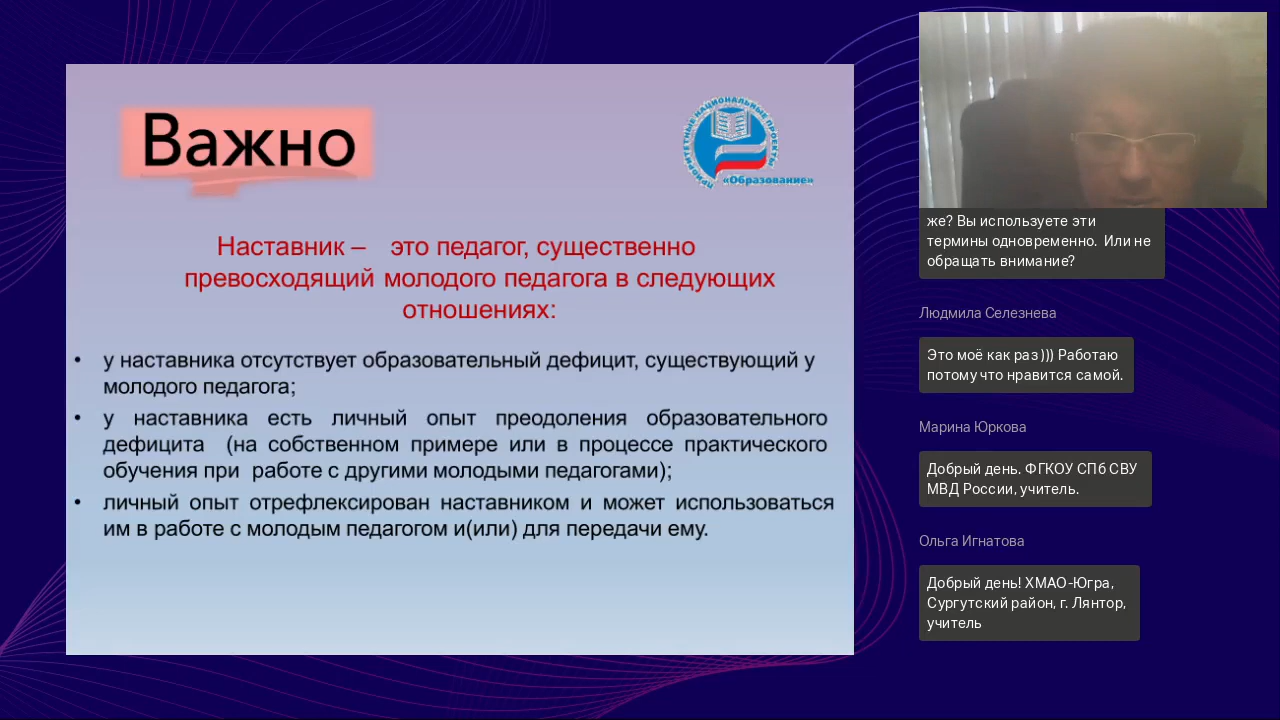 Важно
ПРИОРИТЕТНЫЕ НАЦИОНАЛЬНЫЕ ПРОЕКТЫ
«Образование»
Наставник – это педагог, существенно
превосходящий молодого педагога в следующих
отношениях:
• у наставника отсутствует образовательный дефицит, существующий у
молодого педагога;
• у наставника есть личный опыт преодоления образовательного
дефицита (на собственном примере или в процессе практического
обучения при работе с другими молодыми педагогами);
• личный опыт отрефлексирован наставником и может использоваться
им в работе с молодым педагогом и(или) для передачи ему.
же? Вы используете эти
термины одновременно. Или не
обращать внимание?
Людмила Селезнева
Это моё как раз ))) Работаю
потому что нравится самой.
Марина Юркова
Добрый день. ФГКОУ СПб СВУ
МВД России, учитель.
Ольга Игнатова
Добрый день! ХМАО-Югра,
Сургутский район, г. Лянтор,
учитель